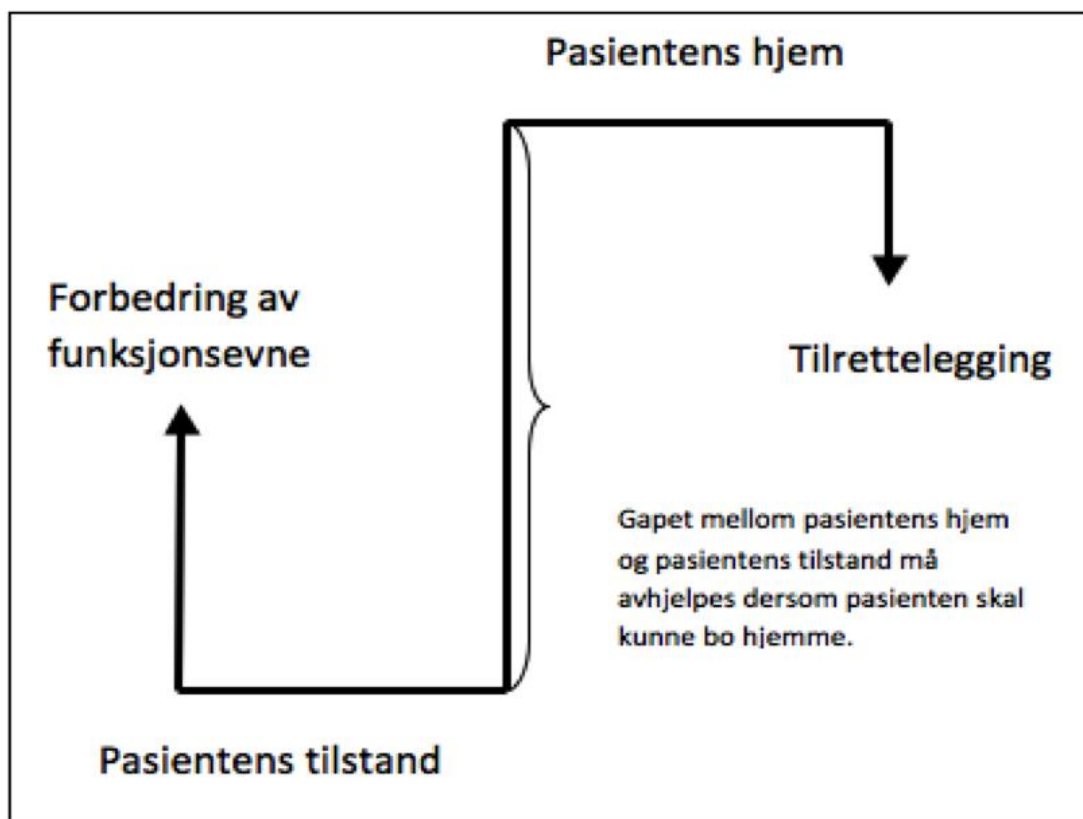 Pasientens hjem
Forbedring av
funksjonsevne
Tilrettelegging
Gapet mellom pasientens hjem
og pasientens tilstand må
avhjelpes dersom pasienten skal
kunne bo hjemme.
Pasientens tilstand